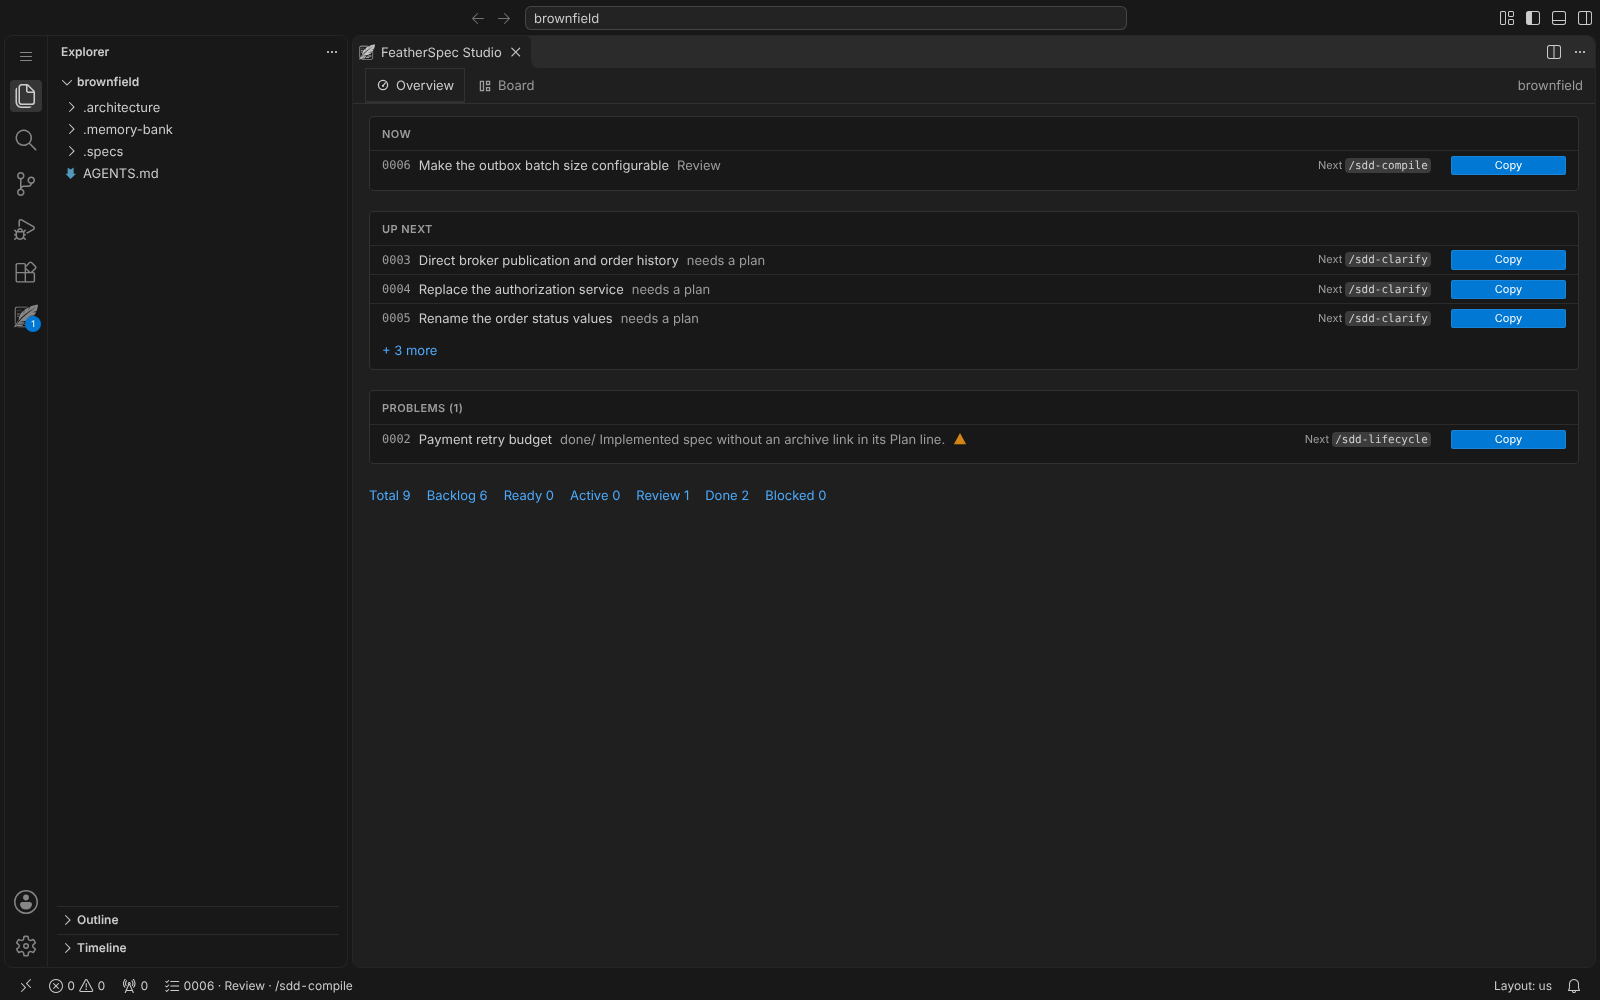 brownfield
Explorer
FeatherSpec Studio
brownfield
Overview
Board
brownfield
.architecture
.memory-bank
.specs
AGENTS.md
NOW
0006 Make the outbox batch size configurable Review Next /sdd-compile Copy
UP NEXT
0003 Direct broker publication and order history needs a plan Next /sdd-clarify Copy
0004 Replace the authorization service needs a plan Next /sdd-clarify Copy
0005 Rename the order status values needs a plan Next /sdd-clarify Copy
+ 3 more
PROBLEMS (1)
0002 Payment retry budget done/ Implemented spec without an archive link in its Plan line. Next /sdd-lifecycle Copy
Total 9 Backlog 6 Ready 0 Active 0 Review 1 Done 2 Blocked 0
1
Outline
Timeline
0 0 0 0006 · Review · /sdd-compile Layout: us